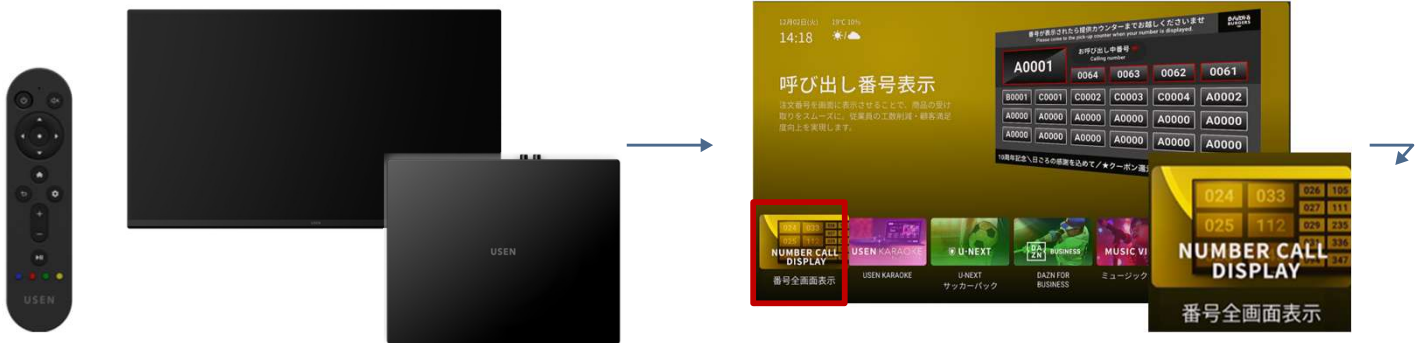 USEN
USEN
USEN
12月02日(火) 18℃ 10%
14:18
呼び出し番号表示
注文番号を画面に表示させることで、商品の受け
取りをスムーズに。従業員の工数削減・顧客満足
度向上を実現します。
番号が表示されたら提供カウンターまでお越しくださいませ
Please come to the pick-up counter when your number is displayed.
BURGERS
お呼び出し中番号
Calling number
A0001
0064 0063 0062 0061
B0001 C0001 C0002 C0003 C0004 A0002
A0000 A0000 A0000 A0000 A0000 A0000
A0000 A0000 A0000 A0000 A0000 A0000
10周年記念＼日ごろの感謝を込めて／★クーポン還
024 033
025 112
NUMBER CALL
DISPLAY
番号全画面表示
USEN KARAOKE
USEN KARAOKE
U-NEXT
U-NEXT
サッカーパック
DAZN BUSINESS
DAZN FOR
BUSINESS
MUSIC VI
ミュージック
024 033 026 105
027 111
025 112 029 235
336
347
NUMBER CALL
DISPLAY
番号全画面表示